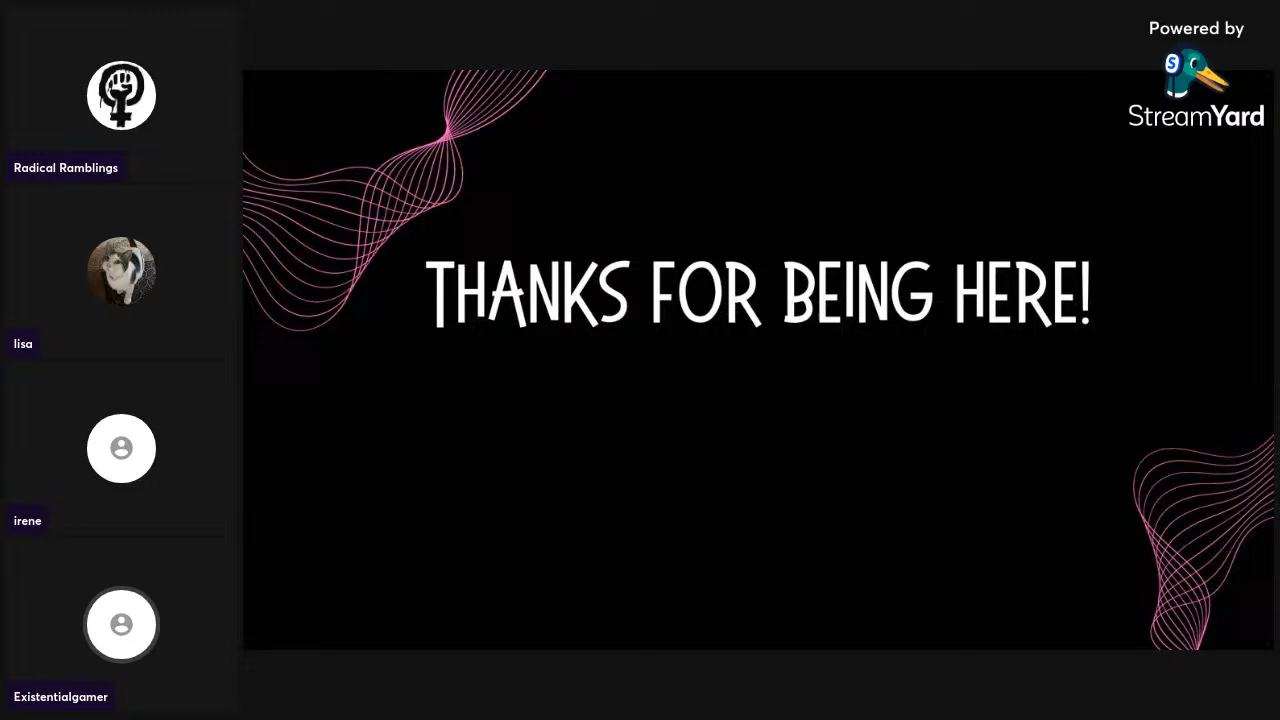 Powered by
StreamYard
Radical Ramblings
THANKS FOR BEING HERE!
lisa
irene
Existentialgamer